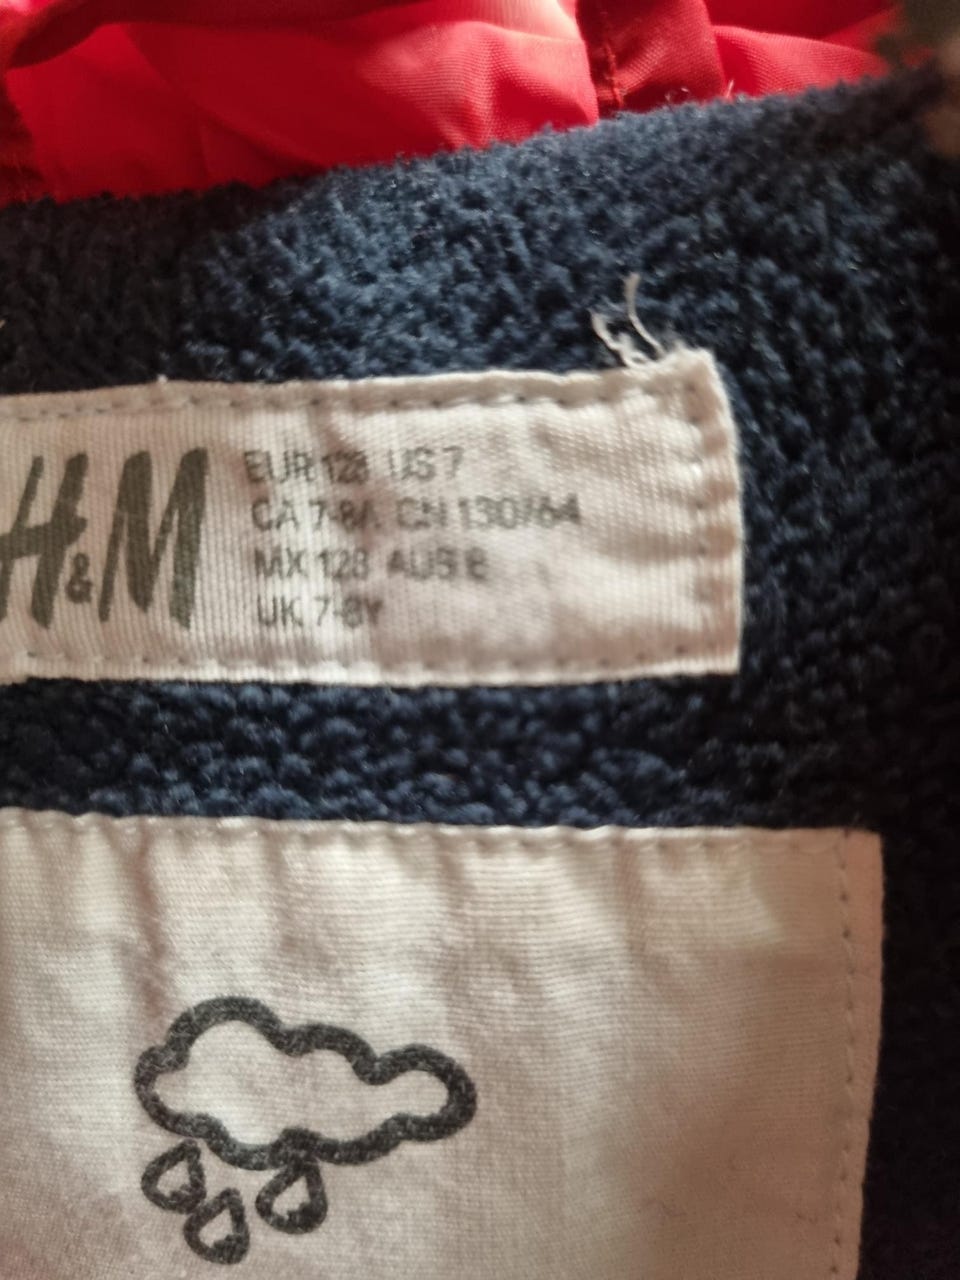 H&M
EUR 128 US 7
CA 7-8A CN 130/64
MX 128 AUS 8
UK 7-8Y